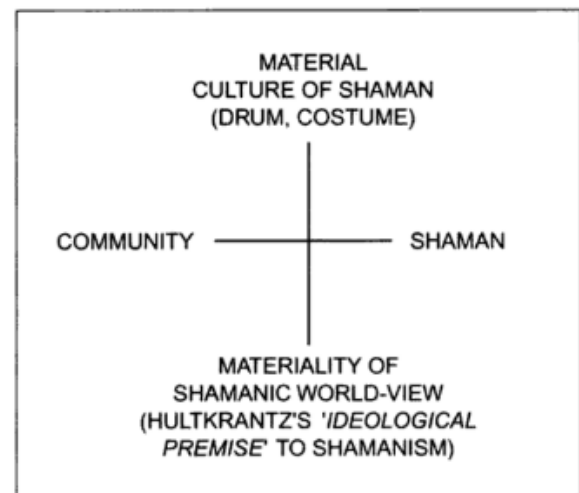 MATERIAL
CULTURE OF SHAMAN
(DRUM, COSTUME)
COMMUNITY
SHAMAN
MATERIALITY OF
SHAMANIC WORLD-VIEW
(HULTKRANTZ'S 'IDEOLOGICAL
PREMISE' TO SHAMANISM)